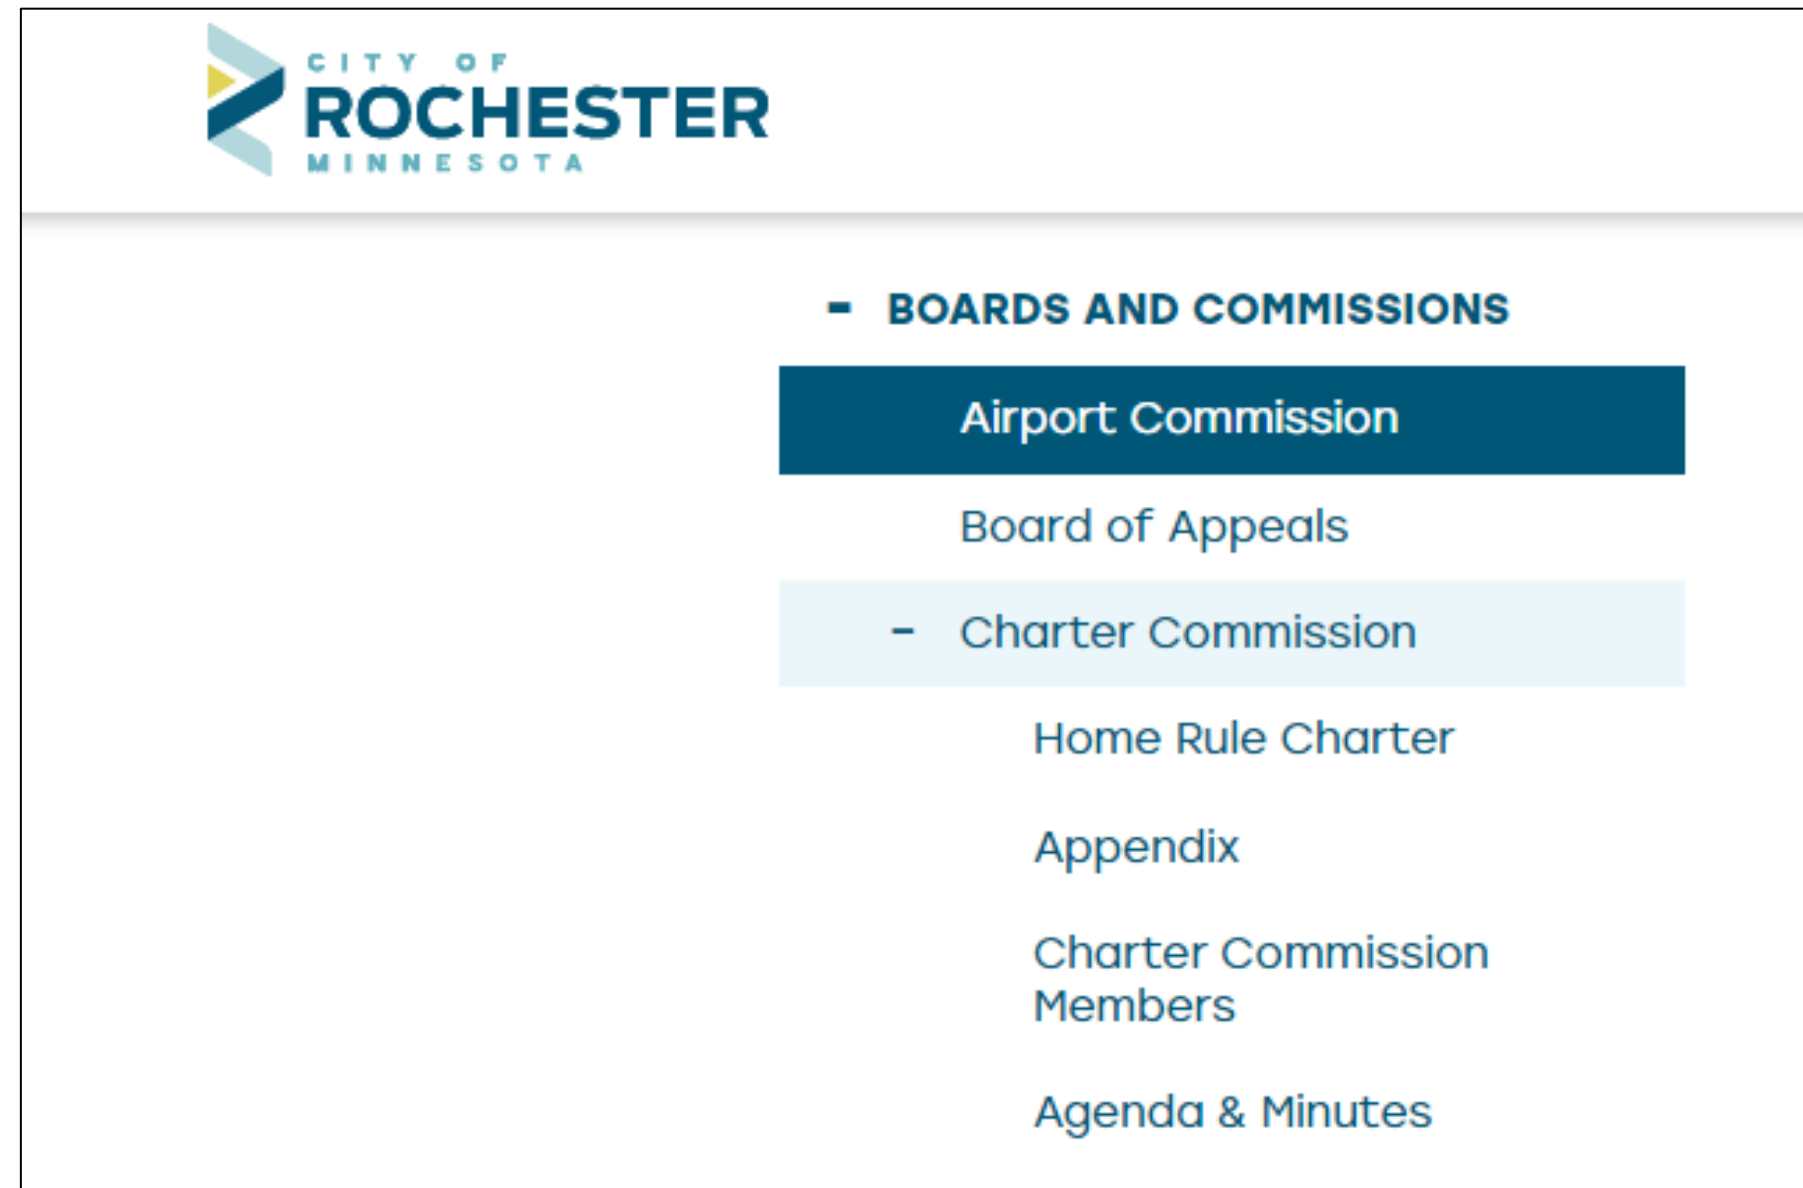 CITY OF
ROCHESTER
MINNESOTA
- BOARDS AND COMMISSIONS
Airport Commission
Board of Appeals
- Charter Commission
Home Rule Charter
Appendix
Charter Commission
Members
Agenda & Minutes